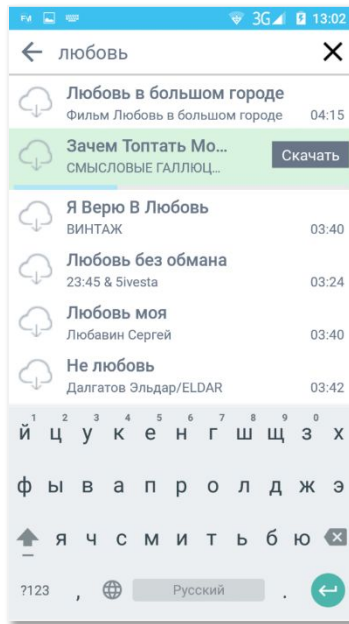 3G 13:02
любовь
Любовь в большом городе
Фильм Любовь в большом городе 04:15
Зачем Топтать Мо...
СМЫСЛОВЫЕ ГАЛЛЮЦ...
Скачать
Я Верю В Любовь
ВИНТАЖ 03:40
Любовь без обмана
23:45 & 5ivesta 03:24
Любовь моя
Любавин Сергей 03:40
Не любовь
Далгатов Эльдар/ELDAR 03:42
1 2 3 4 5 6 7 8 9 0
й ц у к е н г ш щ з х
ф ы в а п р о л д ж э
я ч с м и т ь б ю
?123 , Русский .